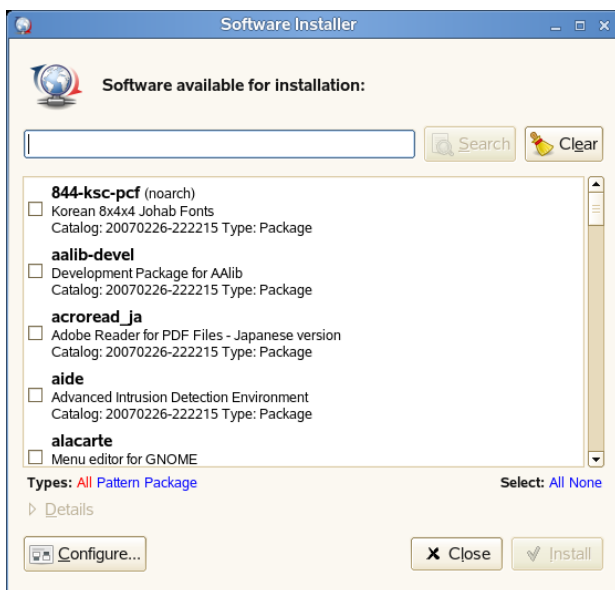 Software Installer
Software available for installation:
Search
Clear
844-ksc-pcf (noarch)
Korean 8x4x4 Johab Fonts
Catalog: 20070226-222215 Type: Package
aalib-devel
Development Package for AAlib
Catalog: 20070226-222215 Type: Package
acroread_ja
Adobe Reader for PDF Files - Japanese version
Catalog: 20070226-222215 Type: Package
aide
Advanced Intrusion Detection Environment
Catalog: 20070226-222215 Type: Package
alacarte
Menu editor for GNOME
Types: All Pattern Package
Select: All None
Details
Configure...
Close
Install